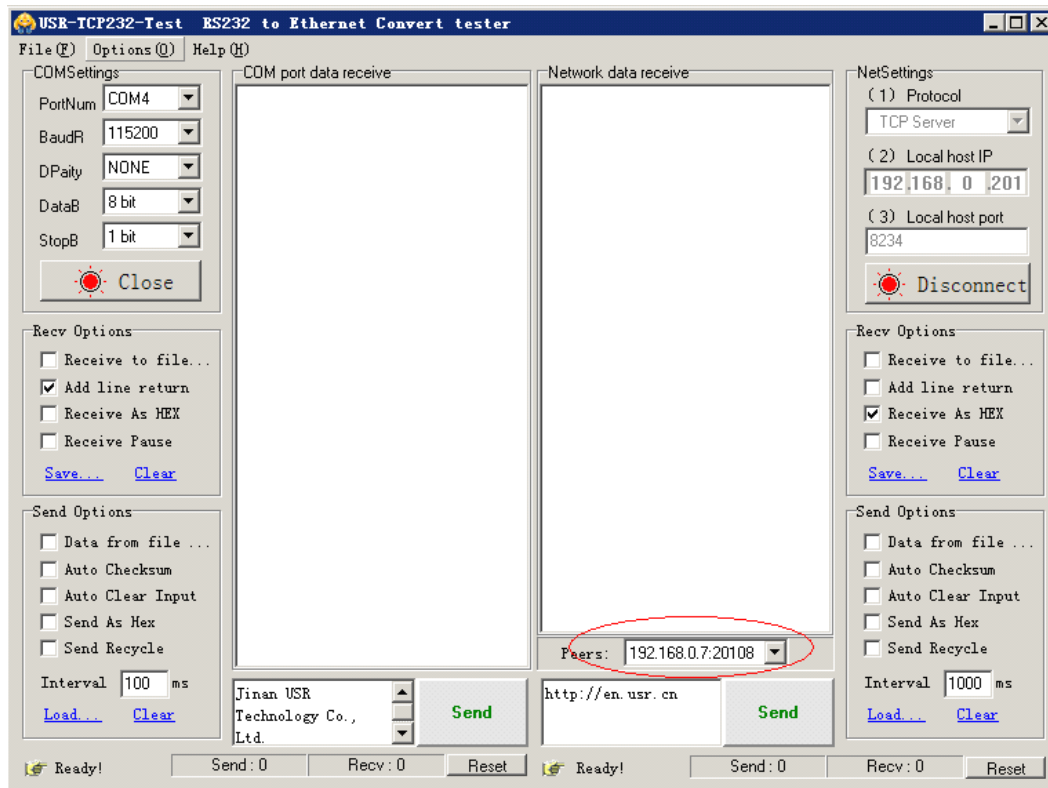 USR-TCP232-Test RS232 to Ethernet Convert tester
File(F) Options(O) Help(H)
COMSettings
PortNum COM4
BaudR 115200
DPaity NONE
DataB 8 bit
StopB 1 bit
Close
Recv Options
Receive to file...
Add line return
Receive As HEX
Receive Pause
Save... Clear
Send Options
Data from file ...
Auto Checksum
Auto Clear Input
Send As Hex
Send Recycle
Interval 100 ms
Load... Clear
COM port data receive
Jinan USR
Technology Co.,
Ltd.
Send
Network data receive
Peers: 192.168.0.7:20108
http://en.usr.cn
Send
NetSettings
(1) Protocol
TCP Server
(2) Local host IP
192.168.0.201
(3) Local host port
8234
Disconnect
Recv Options
Receive to file...
Add line return
Receive As HEX
Receive Pause
Save... Clear
Send Options
Data from file ...
Auto Checksum
Auto Clear Input
Send As Hex
Send Recycle
Interval 1000 ms
Load... Clear
Ready! Send : 0 Recv : 0 Reset
Ready! Send : 0 Recv : 0 Reset